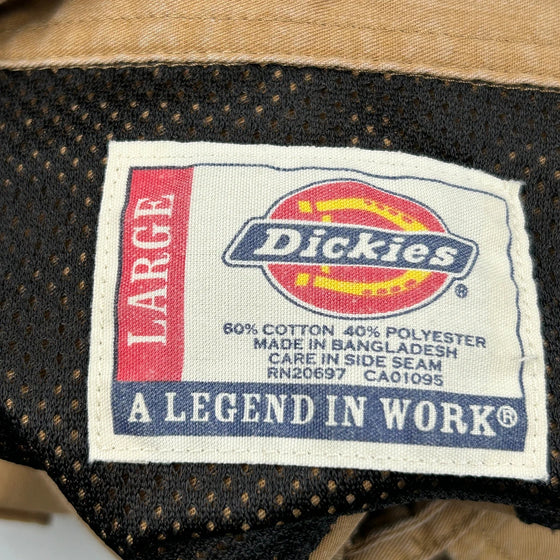 LARGE
Dickies®
60% COTTON 40% POLYESTER
MADE IN BANGLADESH
CARE IN SIDE SEAM
RN20697 CA01095
A LEGEND IN WORK®